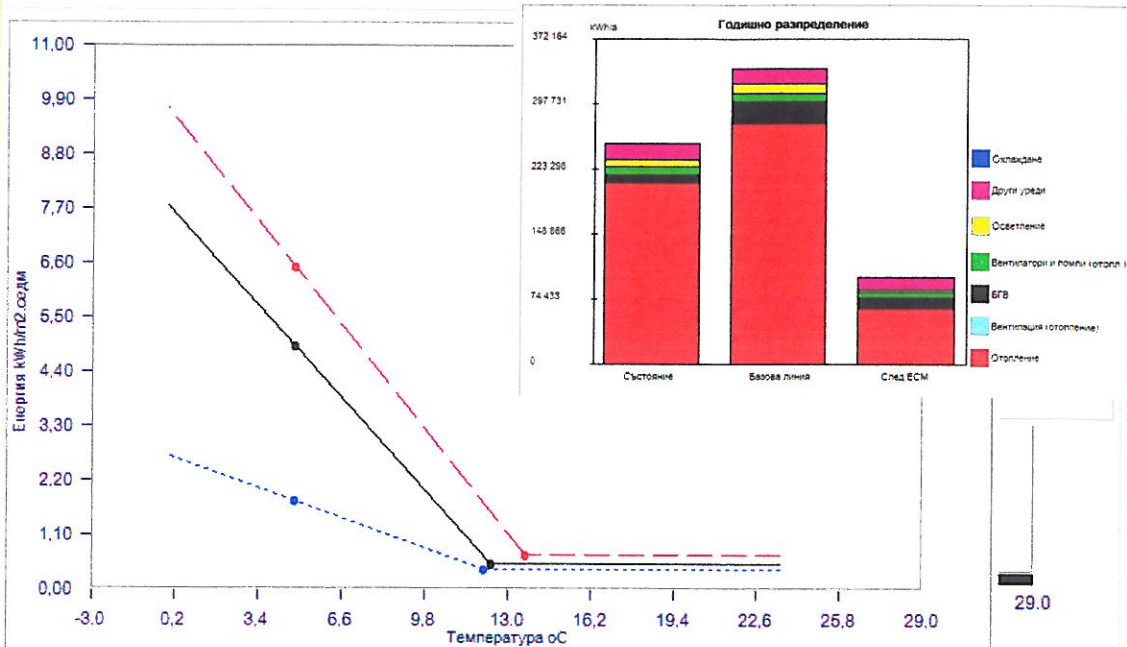 Годишно разпределение
kWh/a
372 164
297 731
223 298
148 866
74 433
0
Състояние
Базова линия
След ЕСМ
Охлаждане
Други уреди
Осветление
Вентилатори и помпи (отопл.)
БГВ
Вентилация (отопление)
Отопление
Енергия kWh/m2.седм
11,00
9,90
8,80
7,70
6,60
5,50
4,40
3,30
2,20
1,10
0,00
-3.0
0,2
3.4
6,6
9,8
13.0
16,2
19,4
22,6
25,8
29.0
Температура оС
29.0